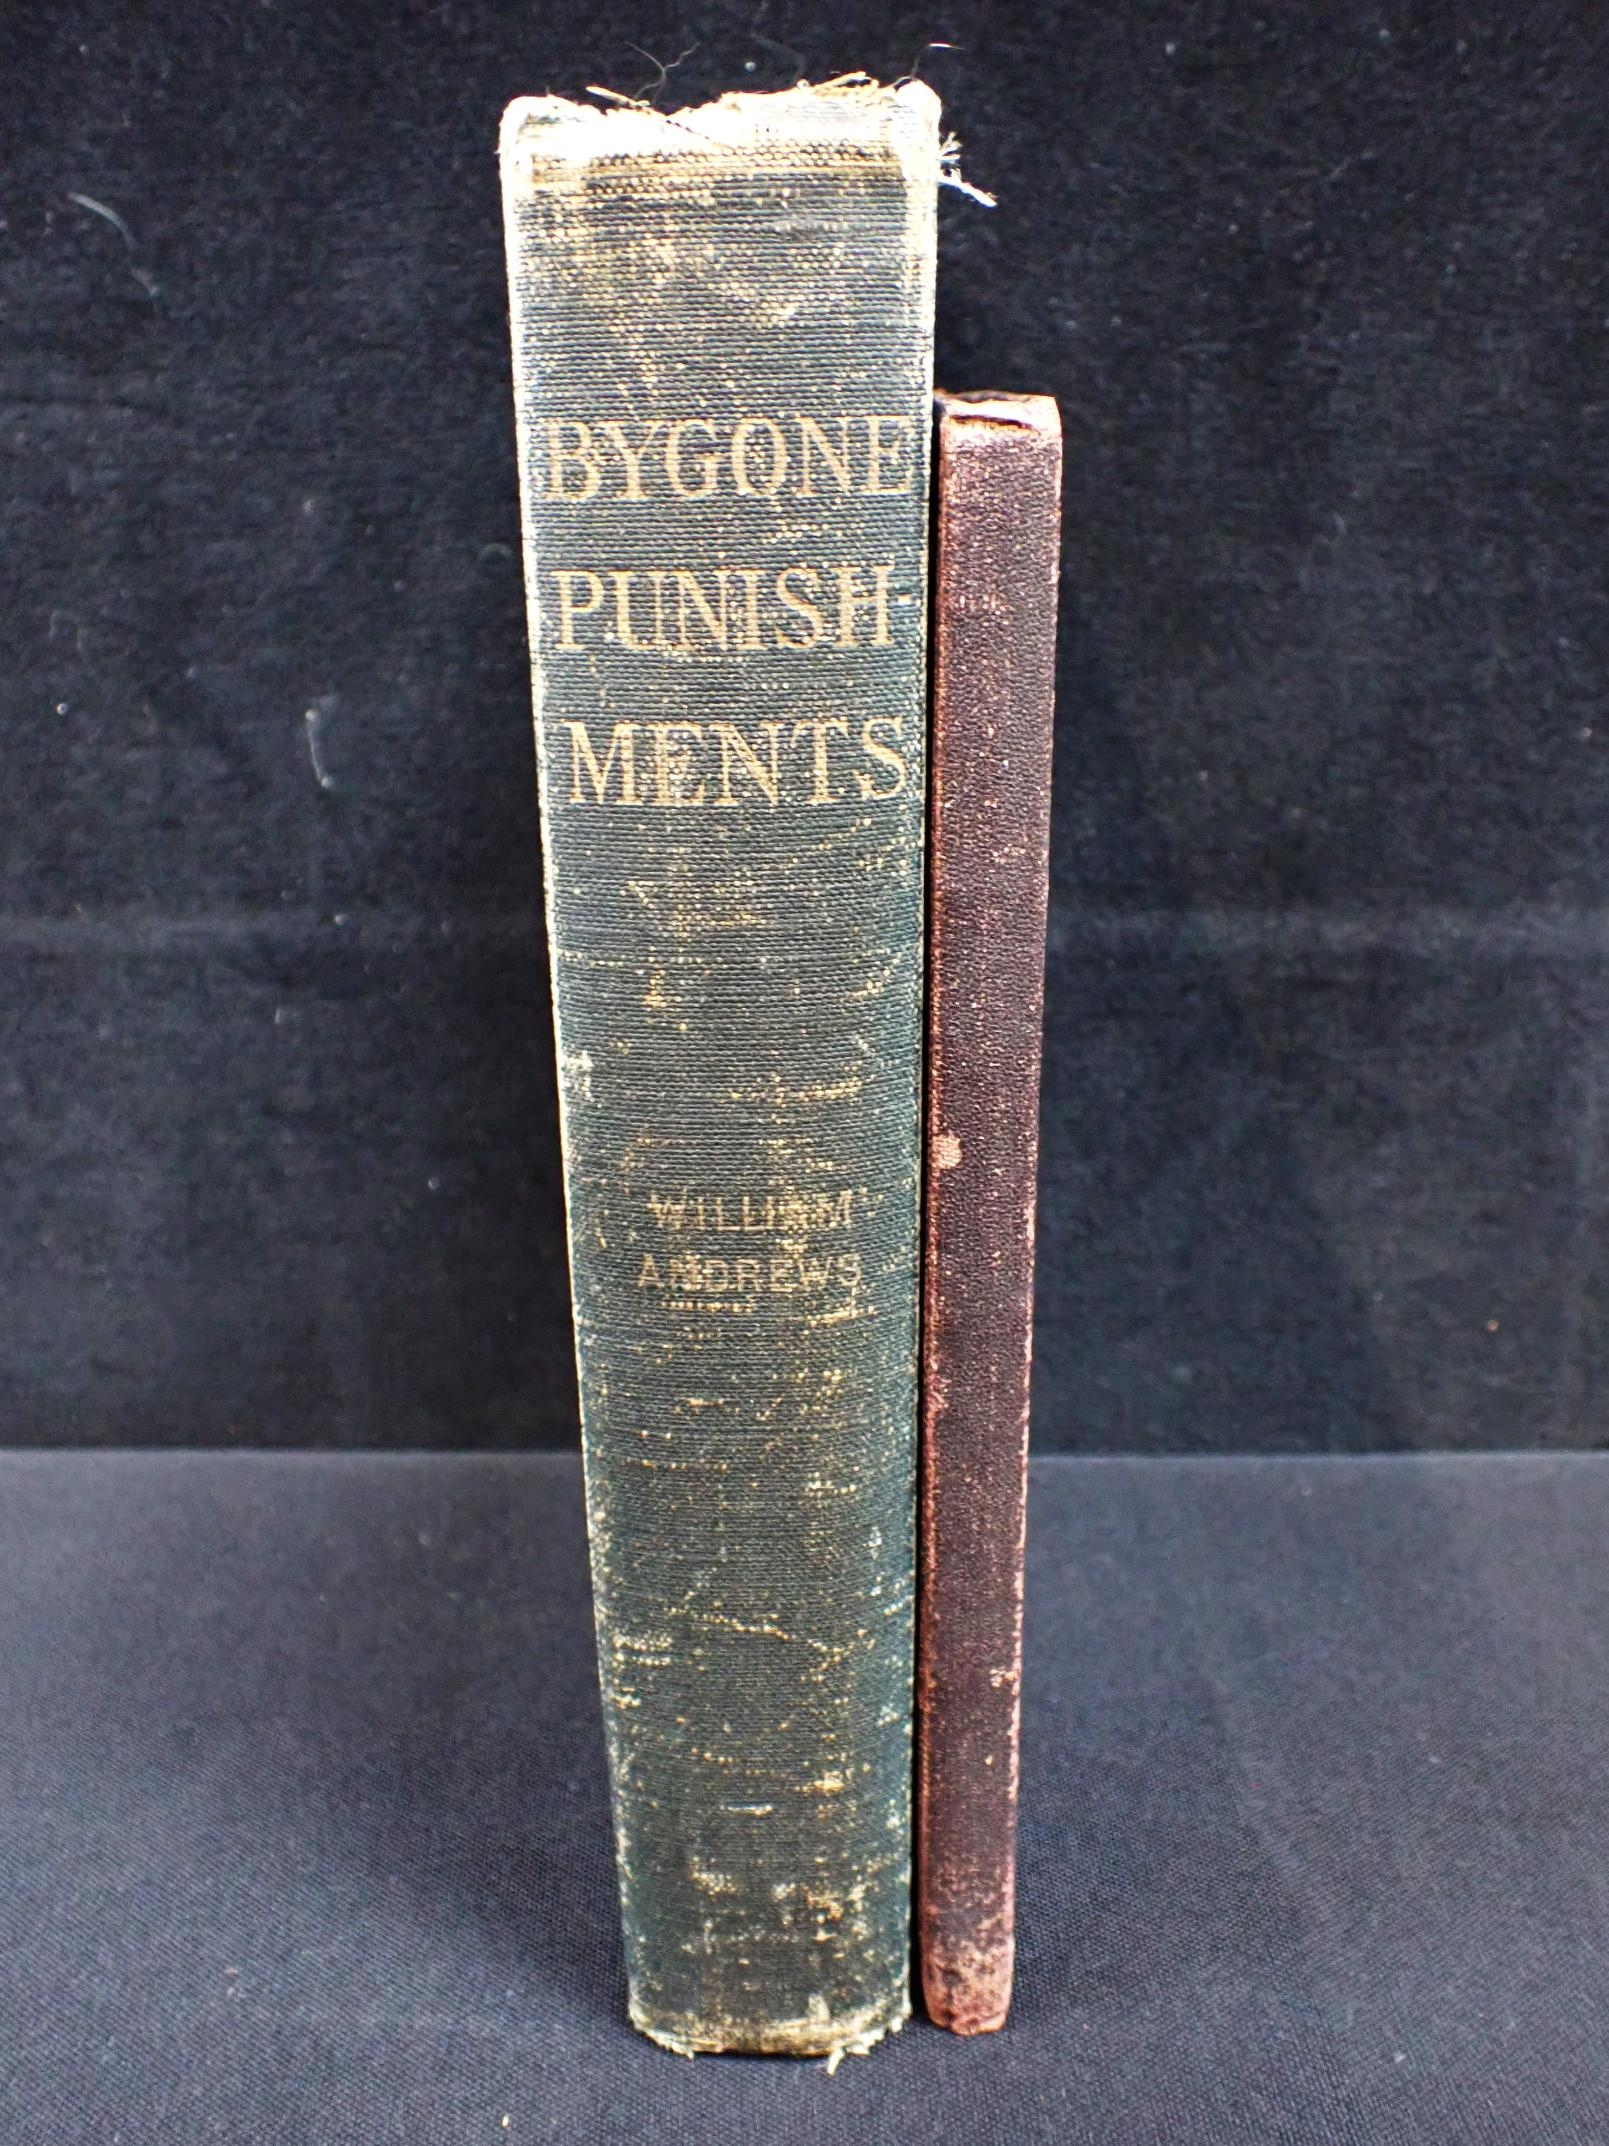 BYGONE
PUNISH-
MENTS
WILLIAM
ANDREWS